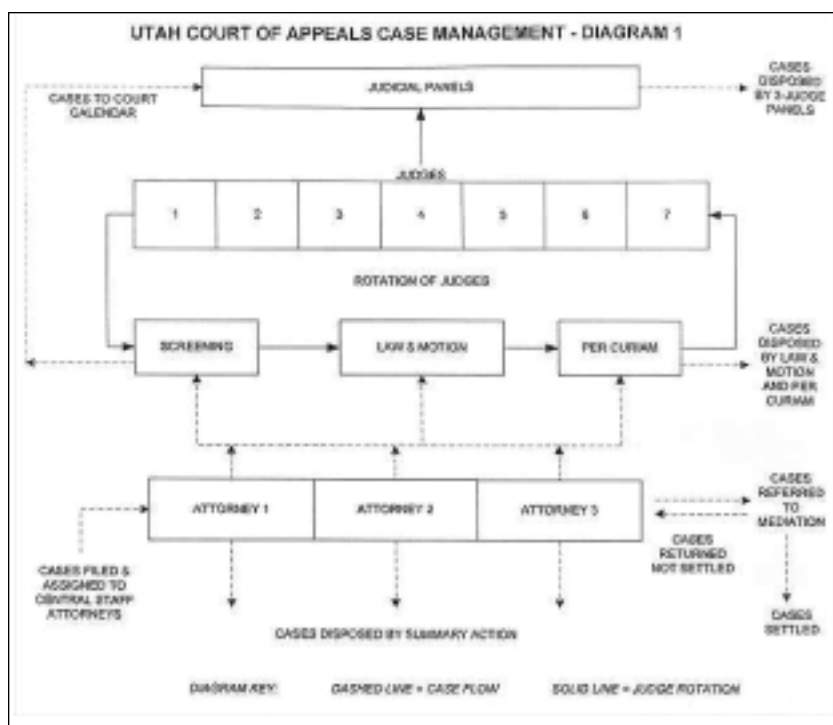 UTAH COURT OF APPEALS CASE MANAGEMENT - DIAGRAM 1
CASES TO COURT
CALENDAR
JUDICIAL PANELS
CASES
DISPOSED
BY 3-JUDGE
PANELS
JUDGES
1 2 3 4 5 6 7
ROTATION OF JUDGES
SCREENING
LAW & MOTION
PER CURIAM
CASES
DISPOSED
BY LAW &
MOTION
AND PER
CURIAM
ATTORNEY 1
ATTORNEY 2
ATTORNEY 3
CASES
REFERRED
TO
MEDIATION
CASES
RETURNED
NOT SETTLED
CASES FILED &
ASSIGNED TO
CENTRAL STAFF
ATTORNEYS
CASES
SETTLED
CASES DISPOSED BY SUMMARY ACTION
DIAGRAM KEY: DASHED LINE = CASE FLOW SOLID LINE = JUDGE ROTATION